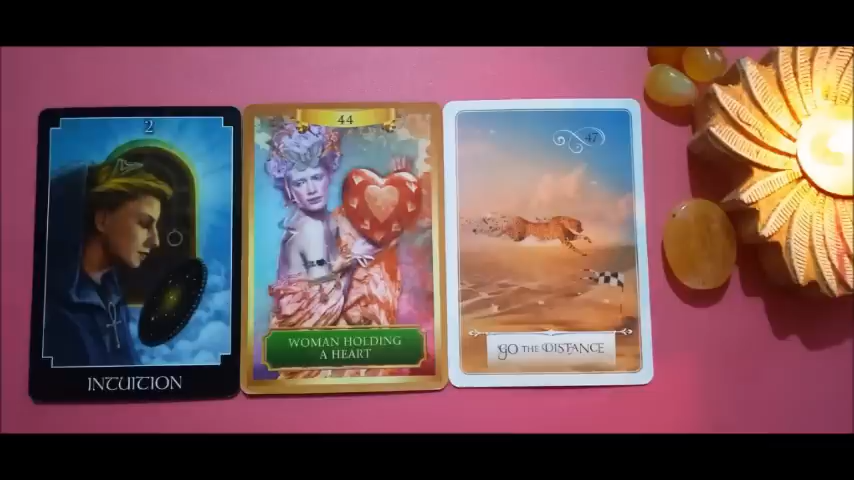 2
INTUITION
44
WOMAN HOLDING
A HEART
47
GO THE DISTANCE